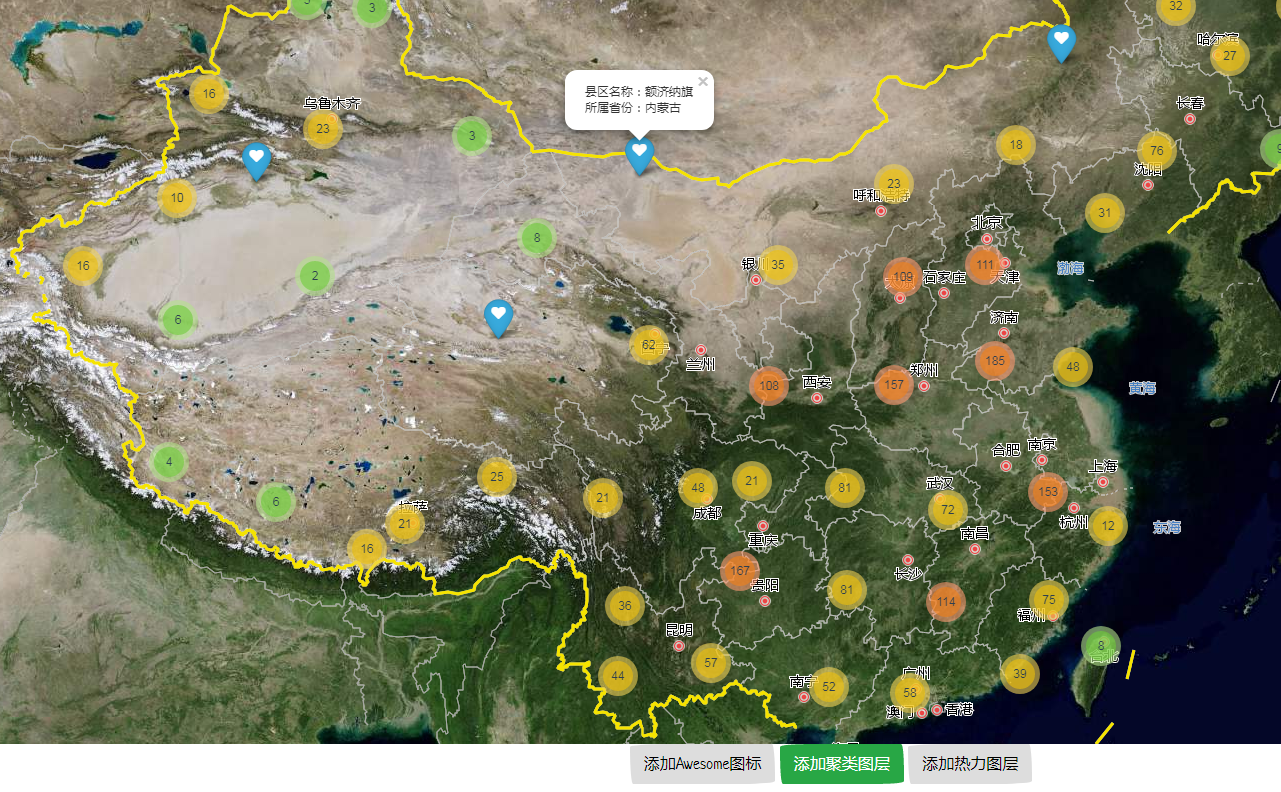 3
3
32
哈尔滨
27
16
乌鲁木齐
23
3
×
县区名称：额济纳旗
所属省份：内蒙古
长春
18
76
沈阳
9
10
23
呼和浩特
31
北京
8
16
2
银川
35
109
石家庄
111
天津
渤海
6
济南
62
西宁
兰州
185
48
108
西安
157
郑州
黄海
4
25
21
48
成都
21
81
合肥
南京
上海
武汉
72
153
杭州
12
东海
6
拉萨
21
16
重庆
南昌
长沙
167
贵阳
36
81
114
75
福州
昆明
8
台北
44
57
南宁
52
广州
58
39
澳门
香港
添加Awesome图标
添加聚类图层
添加热力图层